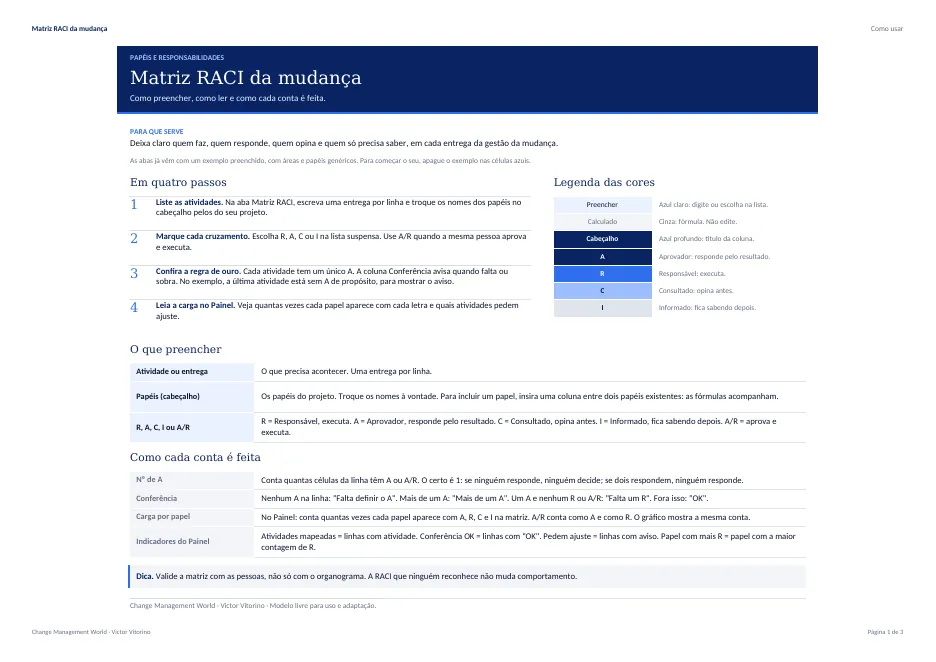 Matriz RACI da mudança
Como usar
PAPÉIS E RESPONSABILIDADES
Matriz RACI da mudança
Como preencher, como ler e como cada conta é feita.
PARA QUE SERVE
Deixa claro quem faz, quem responde, quem opina e quem só precisa saber, em cada entrega da gestão da mudança.
As abas já vêm com um exemplo preenchido, com áreas e papéis genéricos. Para começar o seu, apague o exemplo nas células azuis.
Em quatro passos
1 Liste as atividades. Na aba Matriz RACI, escreva uma entrega por linha e troque os nomes dos papéis no
cabeçalho pelos do seu projeto.
2 Marque cada cruzamento. Escolha R, A, C ou I na lista suspensa. Use A/R quando a mesma pessoa aprova
e executa.
3 Confira a regra de ouro. Cada atividade tem um único A. A coluna Conferência avisa quando falta ou
sobra. No exemplo, a última atividade está sem A de propósito, para mostrar o aviso.
4 Leia a carga no Painel. Veja quantas vezes cada papel aparece com cada letra e quais atividades pedem
ajuste.
Legenda das cores
Preencher Azul claro: digite ou escolha na lista.
Calculado Cinza: fórmula. Não edite.
Cabeçalho Azul profundo: título da coluna.
A Aprovador: responde pelo resultado.
R Responsável: executa.
C Consultado: opina antes.
I Informado: fica sabendo depois.
O que preencher
Atividade ou entrega O que precisa acontecer. Uma entrega por linha.
Papéis (cabeçalho) Os papéis do projeto. Troque os nomes à vontade. Para incluir um papel, insira uma coluna entre dois papéis existentes: as fórmulas acompanham.
R, A, C, I ou A/R R = Responsável, executa. A = Aprovador, responde pelo resultado. C = Consultado, opina antes. I = Informado, fica sabendo depois. A/R = aprova e
executa.
Como cada conta é feita
Nº de A Conta quantas células da linha têm A ou A/R. O certo é 1: se ninguém responde, ninguém decide; se dois respondem, ninguém responde.
Conferência Nenhum A na linha: "Falta definir o A". Mais de um A: "Mais de um A". Um A e nenhum R ou A/R: "Falta um R". Fora isso: "OK".
Carga por papel No Painel: conta quantas vezes cada papel aparece com A, R, C e I na matriz. A/R conta como A e como R. O gráfico mostra a mesma conta.
Indicadores do Painel Atividades mapeadas = linhas com atividade. Conferência OK = linhas com "OK". Pedem ajuste = linhas com aviso. Papel com mais R = papel com a maior
contagem de R.
Dica. Valide a matriz com as pessoas, não só com o organograma. A RACI que ninguém reconhece não muda comportamento.
Change Management World · Victor Vitorino · Modelo livre para uso e adaptação.
Change Management World · Victor Vitorino
Página 1 de 3